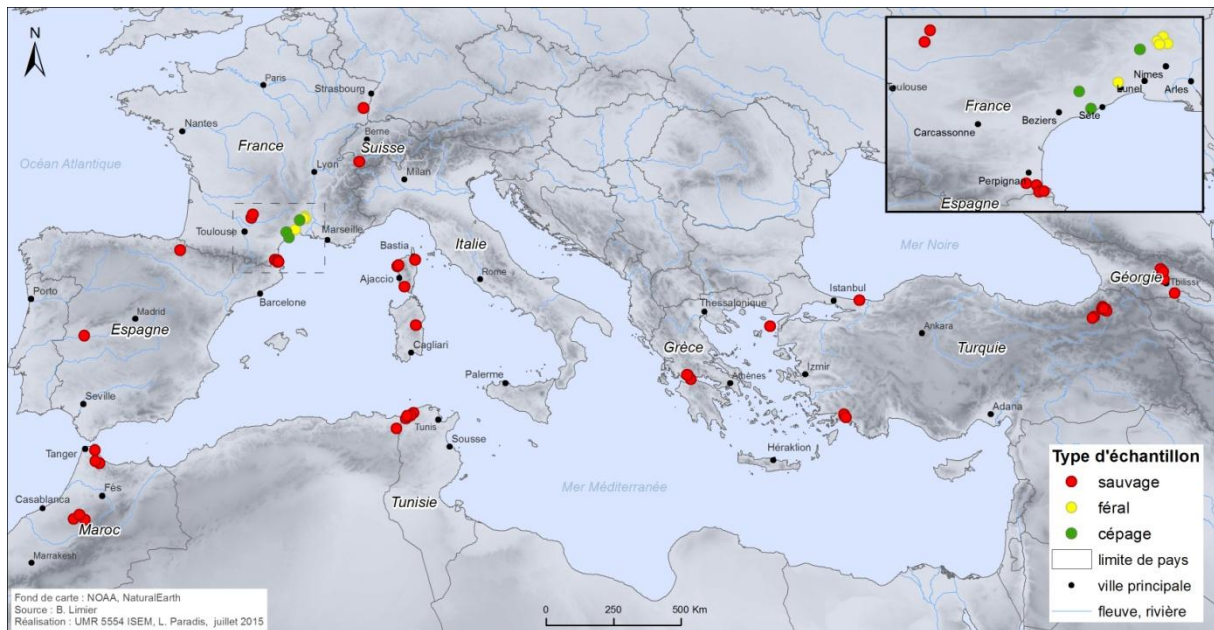 N
Paris
Strasbourg
Nantes
France
Berne
Suisse
Océan Atlantique
Lyon
Milan
Toulouse
Marseille
Italie
Bastia
Ajaccio
Rome
Porto
Madrid
Barcelone
Espagne
Cagliari
Seville
Palerme
Tanger
Tunis
Sousse
Fés
Casablanca
Maroc
Marrakesh
Tunisie
Mer Méditerranée
Thessalonique
Grèce
Athènes
Héraklion
Istanbul
Izmir
Ankara
Turquie
Adana
Mer Noire
Géorgie
Tbilissi
Toulouse
France
Nimes
Lunel
Arles
Beziers
Sète
Carcassonne
Perpignan
Espagne
Type d'échantillon
sauvage
féral
cépage
limite de pays
ville principale
fleuve, rivière
Fond de carte : NOAA, NaturalEarth
Source : B. Limier
Réalisation : UMR 5554 ISEM, L. Paradis, juillet 2015
0 250 500 Km